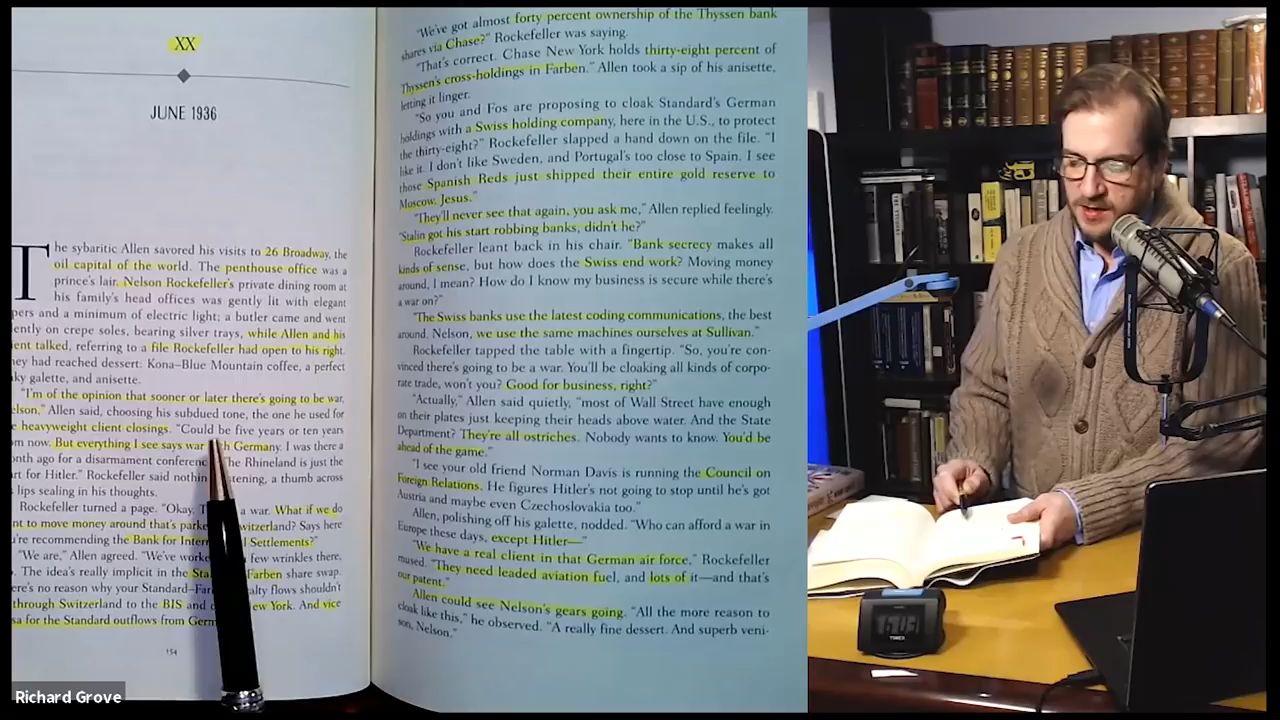 XX
JUNE 1936
The sybaritic Allen savored his visits to 26 Broadway, the
oil capital of the world. The penthouse office was a
prince's lair. Nelson Rockefeller's private dining room at
his family's head offices was gently lit with elegant
pers and a minimum of electric light; a butler came and went
ently on crepe soles, bearing silver trays, while Allen and his
ent talked, referring to a file Rockefeller had open to his right.
hey had reached dessert: Kona–Blue Mountain coffee, a perfect
ky galette, and anisette.
"I'm of the opinion that sooner or later there's going to be war,
elson," Allen said, choosing his subdued tone, the one he used for
e heavyweight client closings. "Could be five years or ten years
m now. But everything I see says war Germany. I was there a
onth ago for a disarmament conferenc The Rhineland is just the
rt for Hitler." Rockefeller said nothin tening, a thumb across
lips sealing in his thoughts.
Rockefeller turned a page. "Okay. a war. What if we do
nt to move money around that's parke witzerland? Says here
u're recommending the Bank for Inter Settlements?"
"We are," Allen agreed. "We've worke few wrinkles there,
. The idea's really implicit in the Sta Farben share swap.
ere's no reason why your Standard–Far alty flows shouldn't
through Switzerland to the BIS and ew York. And vice
sa for the Standard outflows from Germ
154
"We've got almost forty percent ownership of the Thyssen bank
shares via Chase?" Rockefeller was saying.
"That's correct. Chase New York holds thirty-eight percent of
Thyssen's cross-holdings in Farben." Allen took a sip of his anisette,
letting it linger.
"So you and Fos are proposing to cloak Standard's German
holdings with a Swiss holding company, here in the U.S., to protect
the thirty-eight?" Rockefeller slapped a hand down on the file. "I
like it. I don't like Sweden, and Portugal's too close to Spain. I see
those Spanish Reds just shipped their entire gold reserve to
Moscow. Jesus."
"They'll never see that again, you ask me," Allen replied feelingly.
"Stalin got his start robbing banks, didn't he?"
Rockefeller leant back in his chair. "Bank secrecy makes all
kinds of sense, but how does the Swiss end work? Moving money
around, I mean? How do I know my business is secure while there's
a war on?"
"The Swiss banks use the latest coding communications, the best
around. Nelson, we use the same machines ourselves at Sullivan."
Rockefeller tapped the table with a fingertip. "So, you're con-
vinced there's going to be a war. You'll be cloaking all kinds of corpo-
rate trade, won't you? Good for business, right?"
"Actually," Allen said quietly, "most of Wall Street have enough
on their plates just keeping their heads above water. And the State
Department? They're all ostriches. Nobody wants to know. You'd be
ahead of the game."
"I see your old friend Norman Davis is running the Council on
Foreign Relations. He figures Hitler's not going to stop until he's got
Austria and maybe even Czechoslovakia too."
Allen, polishing off his galette, nodded. "Who can afford a war in
Europe these days, except Hitler—"
"We have a real client in that German air force," Rockefeller
mused. "They need leaded aviation fuel, and lots of it—and that's
our patent."
Allen could see Nelson's gears going. "All the more reason to
cloak like this," he observed. "A really fine dessert. And superb veni-
son, Nelson."
Richard Grove
TIMEX